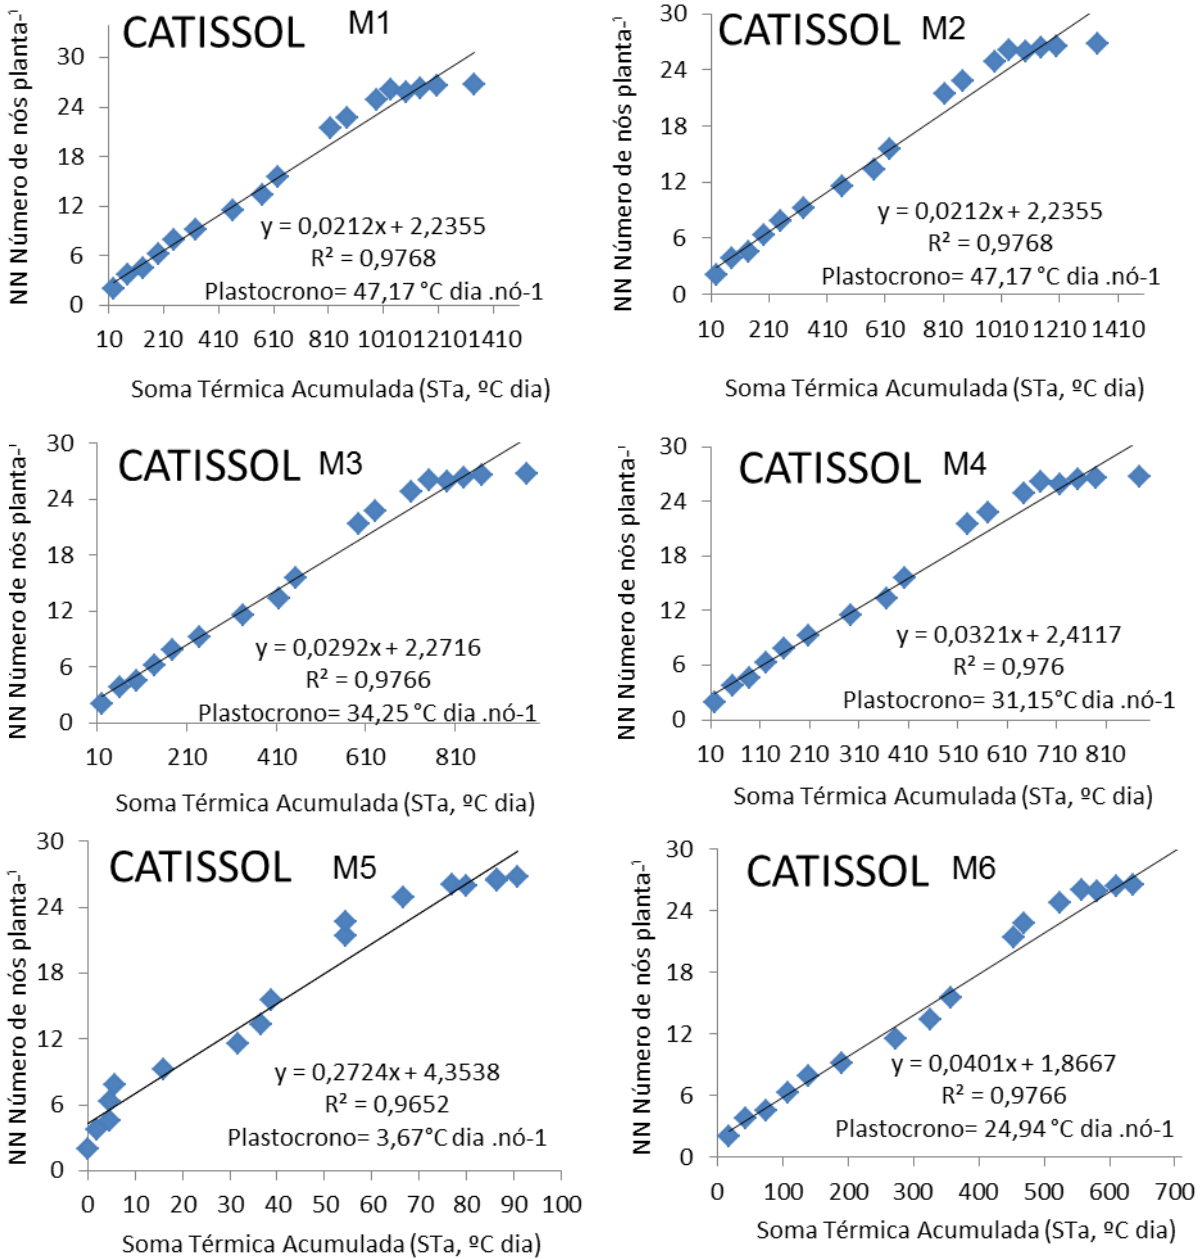 CATISSOL M1
NN Número de nós planta-¹
30
24
18
12
6
0
y = 0,0212x + 2,2355
R² = 0,9768
Plastocrono= 47,17 °C dia .nó-1
10 210 410 610 810 1010 1210 1410
Soma Térmica Acumulada (STa, ºC dia)
CATISSOL M2
NN Número de nós planta-¹
30
24
18
12
6
0
y = 0,0212x + 2,2355
R² = 0,9768
Plastocrono= 47,17 °C dia .nó-1
10 210 410 610 810 1010 1210 1410
Soma Térmica Acumulada (STa, ºC dia)
CATISSOL M3
NN Número de nós planta-¹
30
24
18
12
6
0
y = 0,0292x + 2,2716
R² = 0,9766
Plastocrono= 34,25 °C dia .nó-1
10 210 410 610 810
Soma Térmica Acumulada (STa, ºC dia)
CATISSOL M4
NN Número de nós planta-¹
30
24
18
12
6
0
y = 0,0321x + 2,4117
R² = 0,976
Plastocrono= 31,15 °C dia .nó-1
10 110 210 310 410 510 610 710 810
Soma Térmica Acumulada (STa, ºC dia)
CATISSOL M5
NN Número de nós planta-¹
30
24
18
12
6
0
y = 0,2724x + 4,3538
R² = 0,9652
Plastocrono= 3,67°C dia .nó-1
0 10 20 30 40 50 60 70 80 90 100
Soma Térmica Acumulada (STa, ºC dia)
CATISSOL M6
NN Número de nós planta-¹
30
24
18
12
6
0
y = 0,0401x + 1,8667
R² = 0,9766
Plastocrono= 24,94 °C dia .nó-1
0 100 200 300 400 500 600 700
Soma Térmica Acumulada (STa, ºC dia)